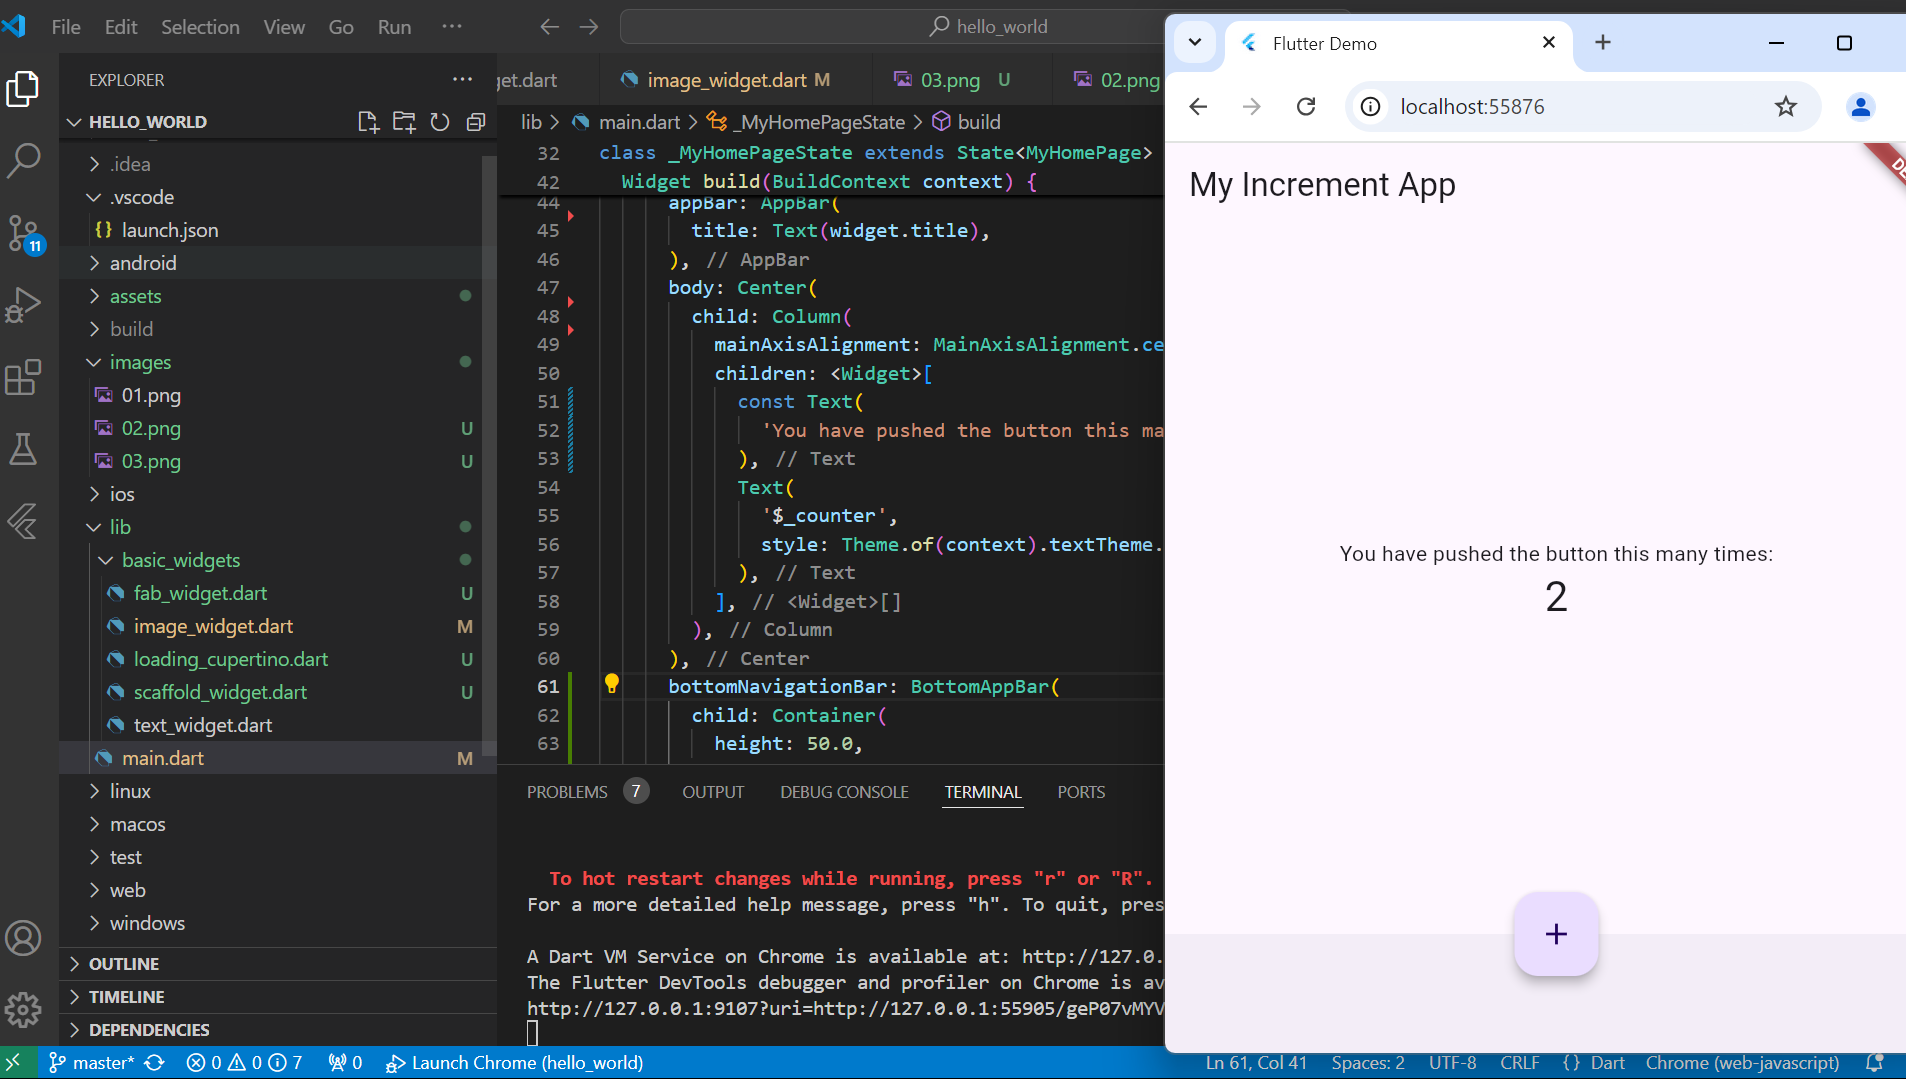 File Edit Selection View Go Run ···
hello_world
EXPLORER
HELLO_WORLD
.idea
.vscode
{} launch.json
android
assets
build
images
01.png
02.png U
03.png U
ios
lib
basic_widgets
fab_widget.dart U
image_widget.dart M
loading_cupertino.dart U
scaffold_widget.dart U
text_widget.dart
main.dart M
linux
macos
test
web
windows
OUTLINE
TIMELINE
DEPENDENCIES
11
get.dart image_widget.dart M 03.png U 02.png
lib > main.dart > _MyHomePageState > build
32 class _MyHomePageState extends State<MyHomePage>
42 Widget build(BuildContext context) {
44 appBar: AppBar(
45 title: Text(widget.title),
46 ), // AppBar
47 body: Center(
48 child: Column(
49 mainAxisAlignment: MainAxisAlignment.ce
50 children: <Widget>[
51 const Text(
52 'You have pushed the button this ma
53 ), // Text
54 Text(
55 '$_counter',
56 style: Theme.of(context).textTheme.
57 ), // Text
58 ], // <Widget>[]
59 ), // Column
60 ), // Center
61 bottomNavigationBar: BottomAppBar(
62 child: Container(
63 height: 50.0,
PROBLEMS 7 OUTPUT DEBUG CONSOLE TERMINAL PORTS
To hot restart changes while running, press "r" or "R".
For a more detailed help message, press "h". To quit, pres
A Dart VM Service on Chrome is available at: http://127.0.
The Flutter DevTools debugger and profiler on Chrome is av
http://127.0.0.1:9107?uri=http://127.0.0.1:55905/geP07vMYV
Flutter Demo
localhost:55876
My Increment App
You have pushed the button this many times:
2
+
master* 0 0 7 0 Launch Chrome (hello_world) Ln 61, Col 41 Spaces: 2 UTF-8 CRLF {} Dart Chrome (web-javascript)